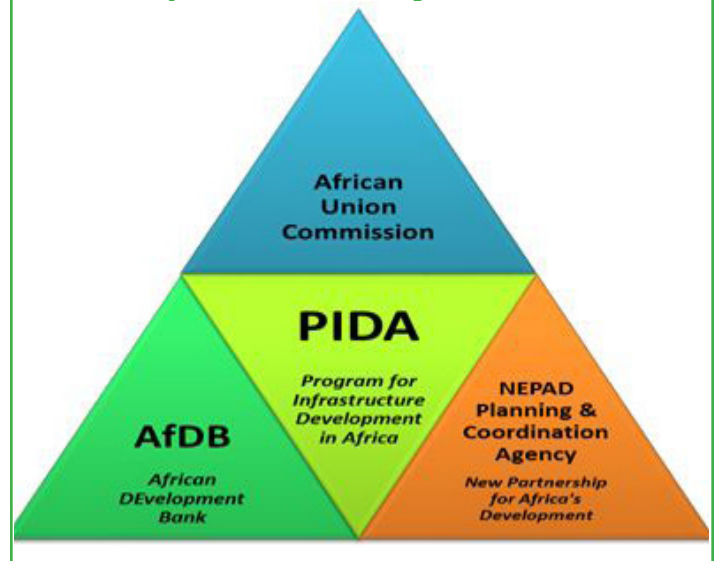 African
Union
Commission
PIDA
Program for
Infrastructure
Development
in Africa
AfDB
African
DEvelopment
Bank
NEPAD
Planning &
Coordination
Agency
New Partnership
for Africa's
Development